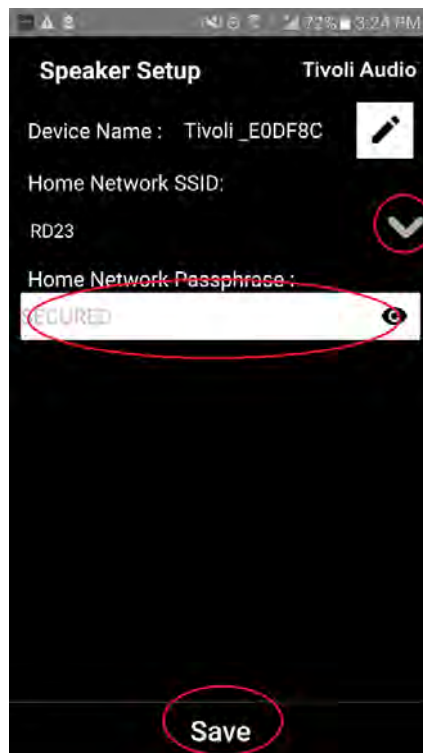 72% 3:24 PM
Speaker Setup Tivoli Audio
Device Name : Tivoli _E0DF8C
Home Network SSID:
RD23
Home Network Passphrase :
SECURED
Save